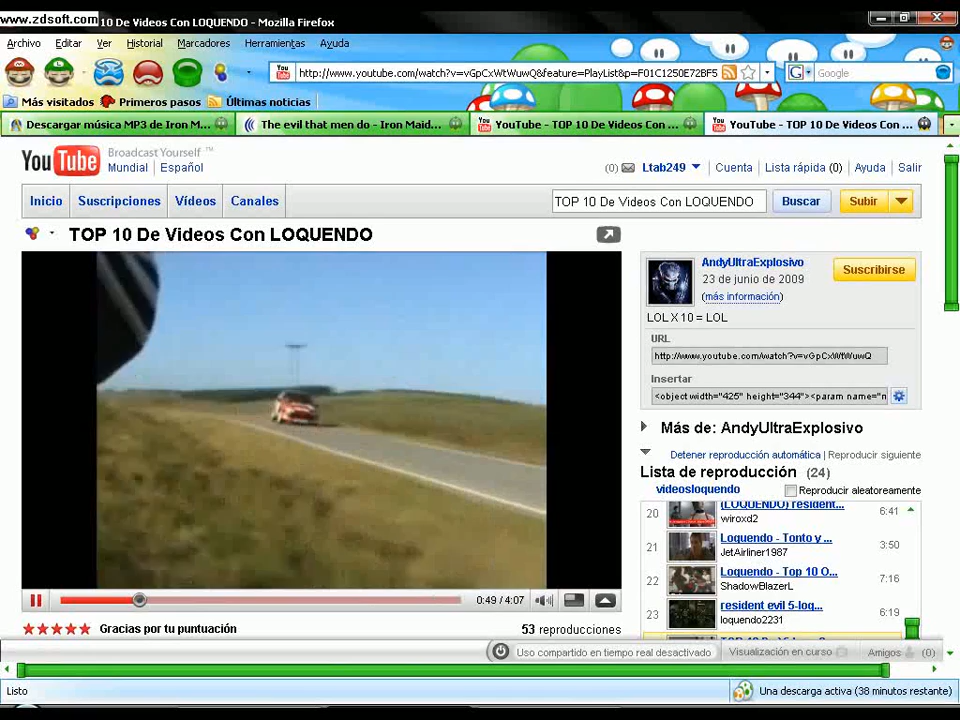 www.zdsoft.com 10 De Videos Con LOQUENDO - Mozilla Firefox
Archivo Editar Ver Historial Marcadores Herramientas Ayuda
You Tube http://www.youtube.com/watch?v=vGpCxWtWuwQ&feature=PlayList&p=F01C1250E72BF5 G Google
Más visitados Primeros pasos Últimas noticias
Descargar música MP3 de Iron M... The evil that men do - Iron Maid... YouTube - TOP 10 De Videos Con ... YouTube - TOP 10 De Videos Con ...
YouTube Broadcast Yourself ™
Mundial | Español
(0) Ltab249 | Cuenta | Lista rápida (0) | Ayuda | Salir
Inicio Suscripciones Vídeos Canales TOP 10 De Videos Con LOQUENDO Buscar Subir
TOP 10 De Videos Con LOQUENDO
AndyUltraExplosivo
23 de junio de 2009
(más información)
Suscribirse
LOL X 10 = LOL
URL
http://www.youtube.com/watch?v=vGpCxWtWuwQ
Insertar
<object width="425" height="344"><param name="n
Más de: AndyUltraExplosivo
Detener reproducción automática | Reproducir siguiente
Lista de reproducción (24)
videosloquendo Reproducir aleatoreamente
20 (LOQUENDO) resident... 6:41
wiroxd2
21 Loquendo - Tonto y ... 3:50
JetAirliner1987
22 Loquendo - Top 10 O... 7:16
ShadowBlazerL
23 resident evil 5-loq... 6:19
loquendo2231
0:49 / 4:07
Gracias por tu puntuación 53 reproducciones
Uso compartido en tiempo real desactivado Visualización en curso Amigos (0)
Listo Una descarga activa (38 minutos restante)